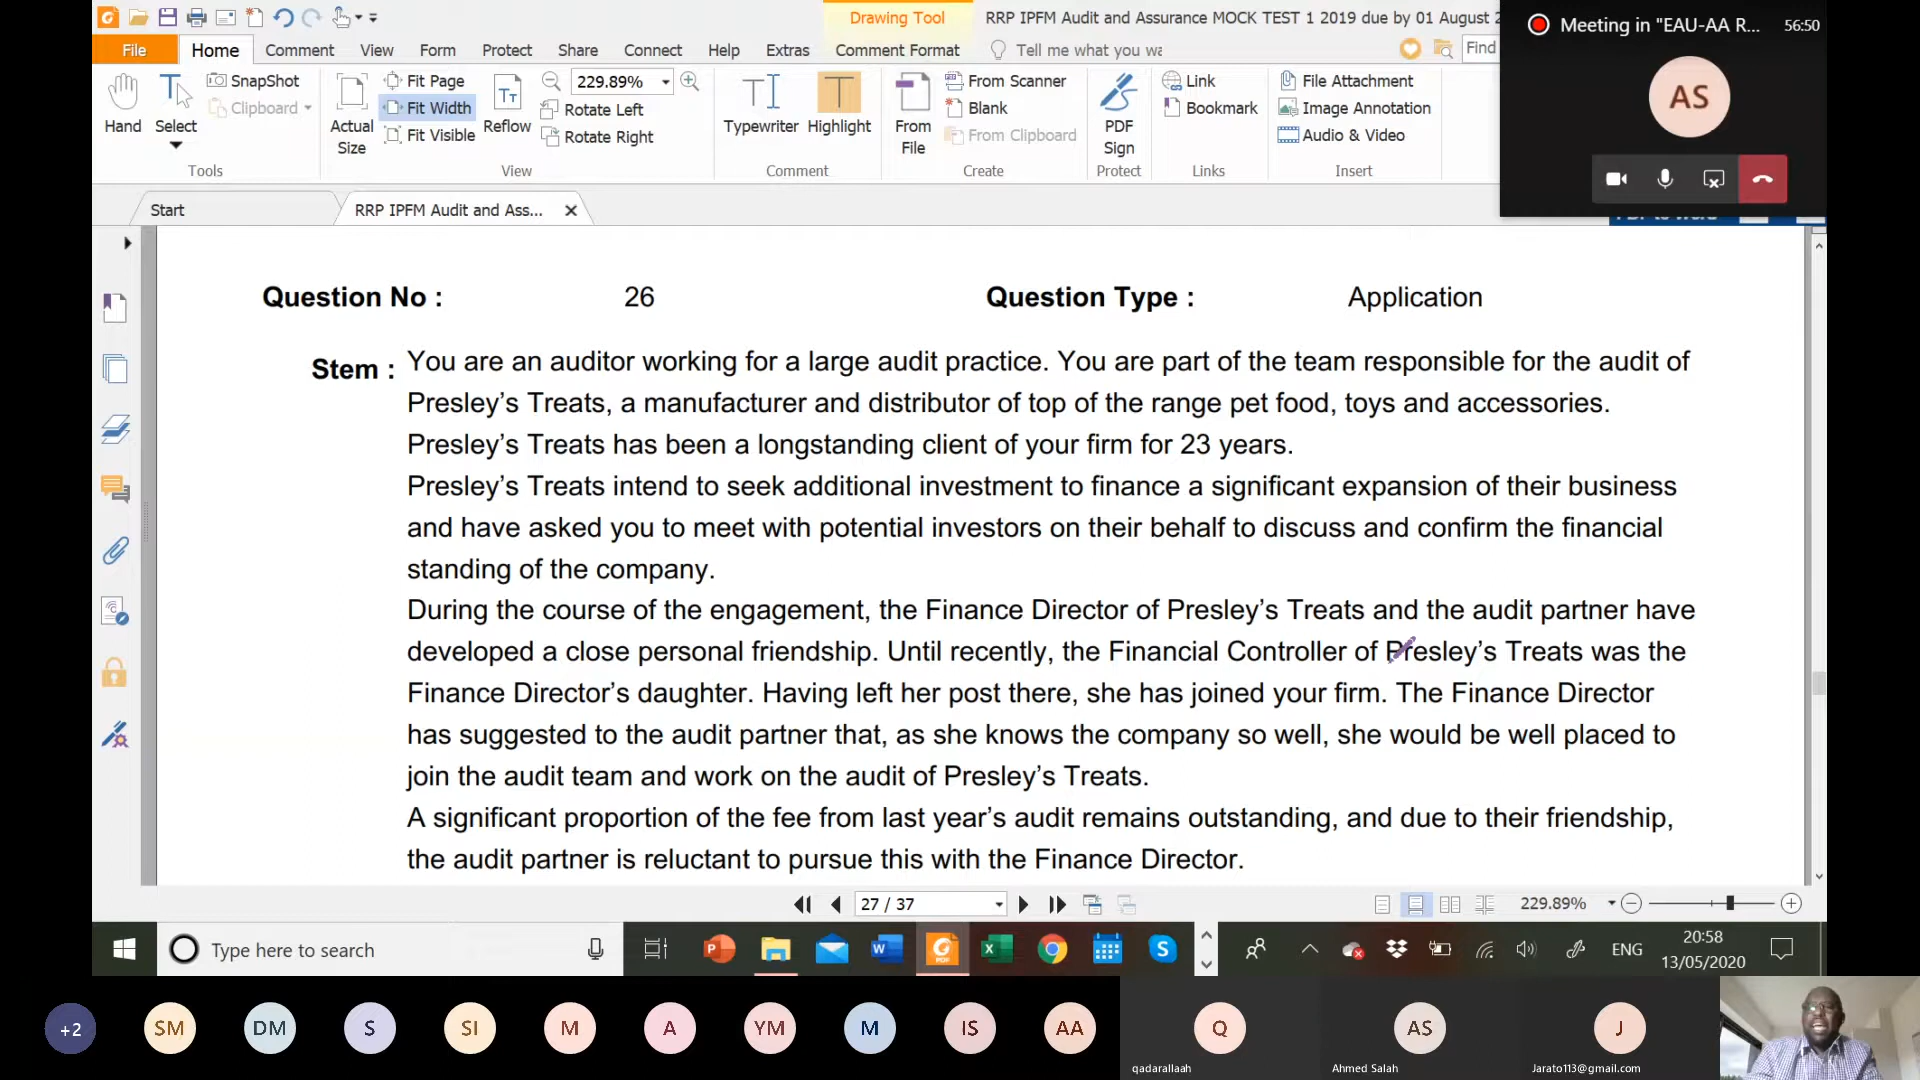 Drawing Tool
RRP IPFM Audit and Assurance MOCK TEST 1 2019 due by 01 August 2
Meeting in "EAU-AA R...
56:50
File
Home
Comment
View
Form
Protect
Share
Connect
Help
Extras
Comment Format
Tell me what you wa
Find
AS
Hand
Select
SnapShot
Clipboard
Tools
Actual
Size
Fit Page
Fit Width
Fit Visible
Reflow
229.89%
Rotate Left
Rotate Right
View
Typewriter
Highlight
Comment
From
File
From Scanner
Blank
From Clipboard
Create
PDF
Sign
Protect
Link
Bookmark
Links
File Attachment
Image Annotation
Audio & Video
Insert
Start
RRP IPFM Audit and Ass...
Question No :
26
Question Type :
Application
Stem :
You are an auditor working for a large audit practice. You are part of the team responsible for the audit of
Presley's Treats, a manufacturer and distributor of top of the range pet food, toys and accessories.
Presley's Treats has been a longstanding client of your firm for 23 years.
Presley's Treats intend to seek additional investment to finance a significant expansion of their business
and have asked you to meet with potential investors on their behalf to discuss and confirm the financial
standing of the company.
During the course of the engagement, the Finance Director of Presley's Treats and the audit partner have
developed a close personal friendship. Until recently, the Financial Controller of Presley's Treats was the
Finance Director's daughter. Having left her post there, she has joined your firm. The Finance Director
has suggested to the audit partner that, as she knows the company so well, she would be well placed to
join the audit team and work on the audit of Presley's Treats.
A significant proportion of the fee from last year's audit remains outstanding, and due to their friendship,
the audit partner is reluctant to pursue this with the Finance Director.
27 / 37
229.89%
Type here to search
ENG
20:58
13/05/2020
+2
SM
DM
S
SI
M
A
YM
M
IS
AA
Q
AS
J
qadarallaah
Ahmed Salah
Jarato113@gmail.com